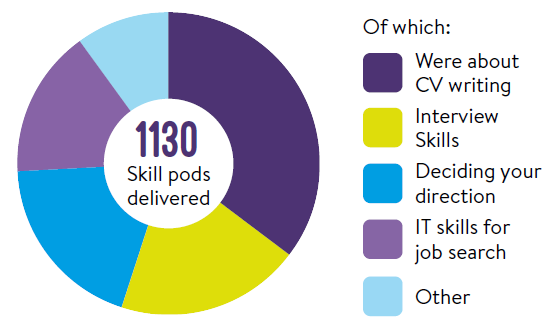 1130
Skill pods
delivered
Of which:
Were about
CV writing
Interview
Skills
Deciding your
direction
IT skills for
job search
Other